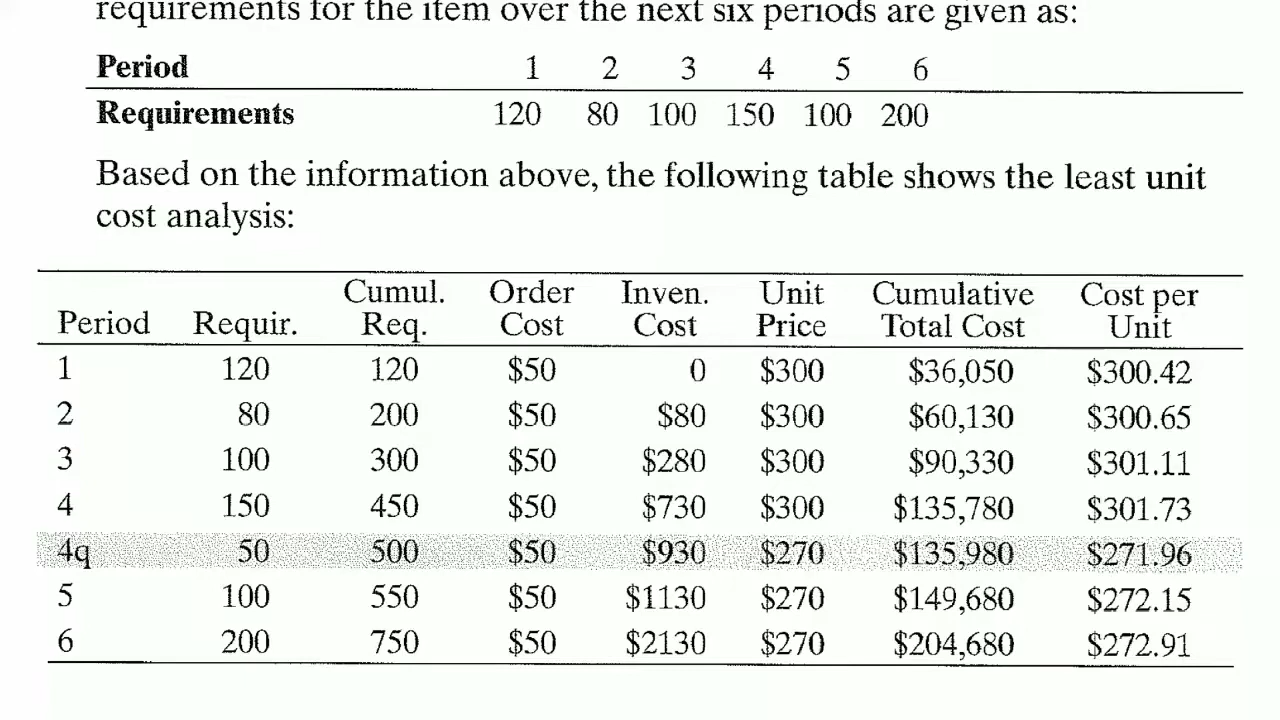 requirements for the item over the next six periods are given as:
Period 1 2 3 4 5 6
Requirements 120 80 100 150 100 200
Based on the information above, the following table shows the least unit
cost analysis:
Cumul. Order Inven. Unit Cumulative Cost per
Period Requir. Req. Cost Cost Price Total Cost Unit
1 120 120 $50 0 $300 $36,050 $300.42
2 80 200 $50 $80 $300 $60,130 $300.65
3 100 300 $50 $280 $300 $90,330 $301.11
4 150 450 $50 $730 $300 $135,780 $301.73
4q 50 500 $50 $930 $270 $135,980 $271.96
5 100 550 $50 $1130 $270 $149,680 $272.15
6 200 750 $50 $2130 $270 $204,680 $272.91